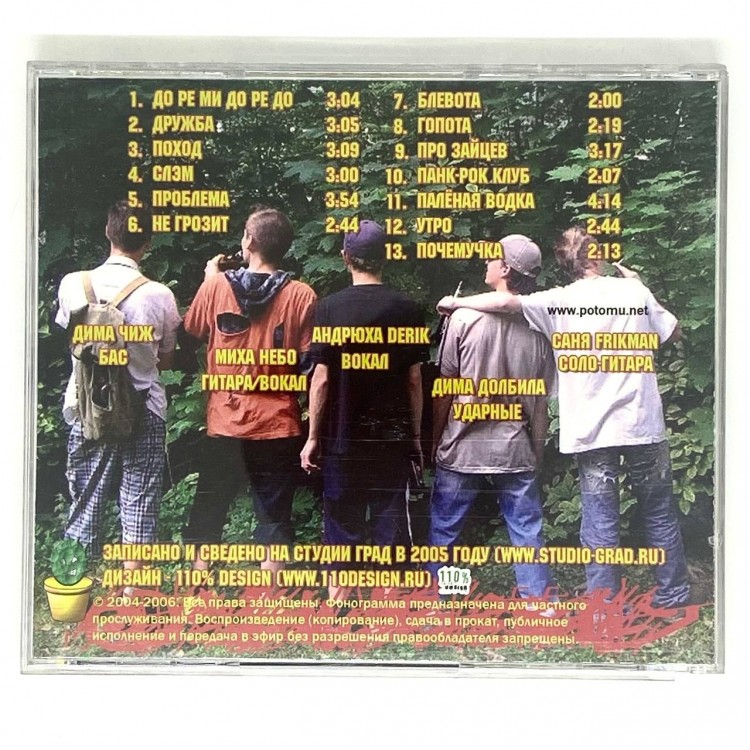 1. ДО РЕ МИ ДО РЕ ДО 3:04
2. ДРУЖБА 3:05
3. ПОХОД 3:09
4. СЛЭМ 3:00
5. ПРОБЛЕМА 3:54
6. НЕ ГРОЗИТ 2:44
7. БЛЕВОТА 2:00
8. ГОПОТА 2:19
9. ПРО ЗАЙЦЕВ 3:17
10. ПАНК-РОК КЛУБ 2:07
11. ПАЛЁНАЯ ВОДКА 4:14
12. УТРО 2:44
13. ПОЧЕМУЧКА 2:13
ДИМА ЧИЖ
БАС
МИХА НЕБО
ГИТАРА/ВОКАЛ
АНДРЮХА DERIK
ВОКАЛ
ДИМА ДОЛБИЛА
УДАРНЫЕ
www.potomu.net
САНЯ FRIKMAN
СОЛО-ГИТАРА
ЗАПИСАНО И СВЕДЕНО НА СТУДИИ ГРАД В 2005 ГОДУ (WWW.STUDIO-GRAD.RU)
ДИЗАЙН - 110% DESIGN (WWW.110DESIGN.RU)
110%
design
© 2004-2006. Все права защищены. Фонограмма предназначена для частного
прослуживания. Воспроизведение (копирование), сдача в прокат, публичное
исполнение и передача в эфир без разрешения правообладателя запрещены.